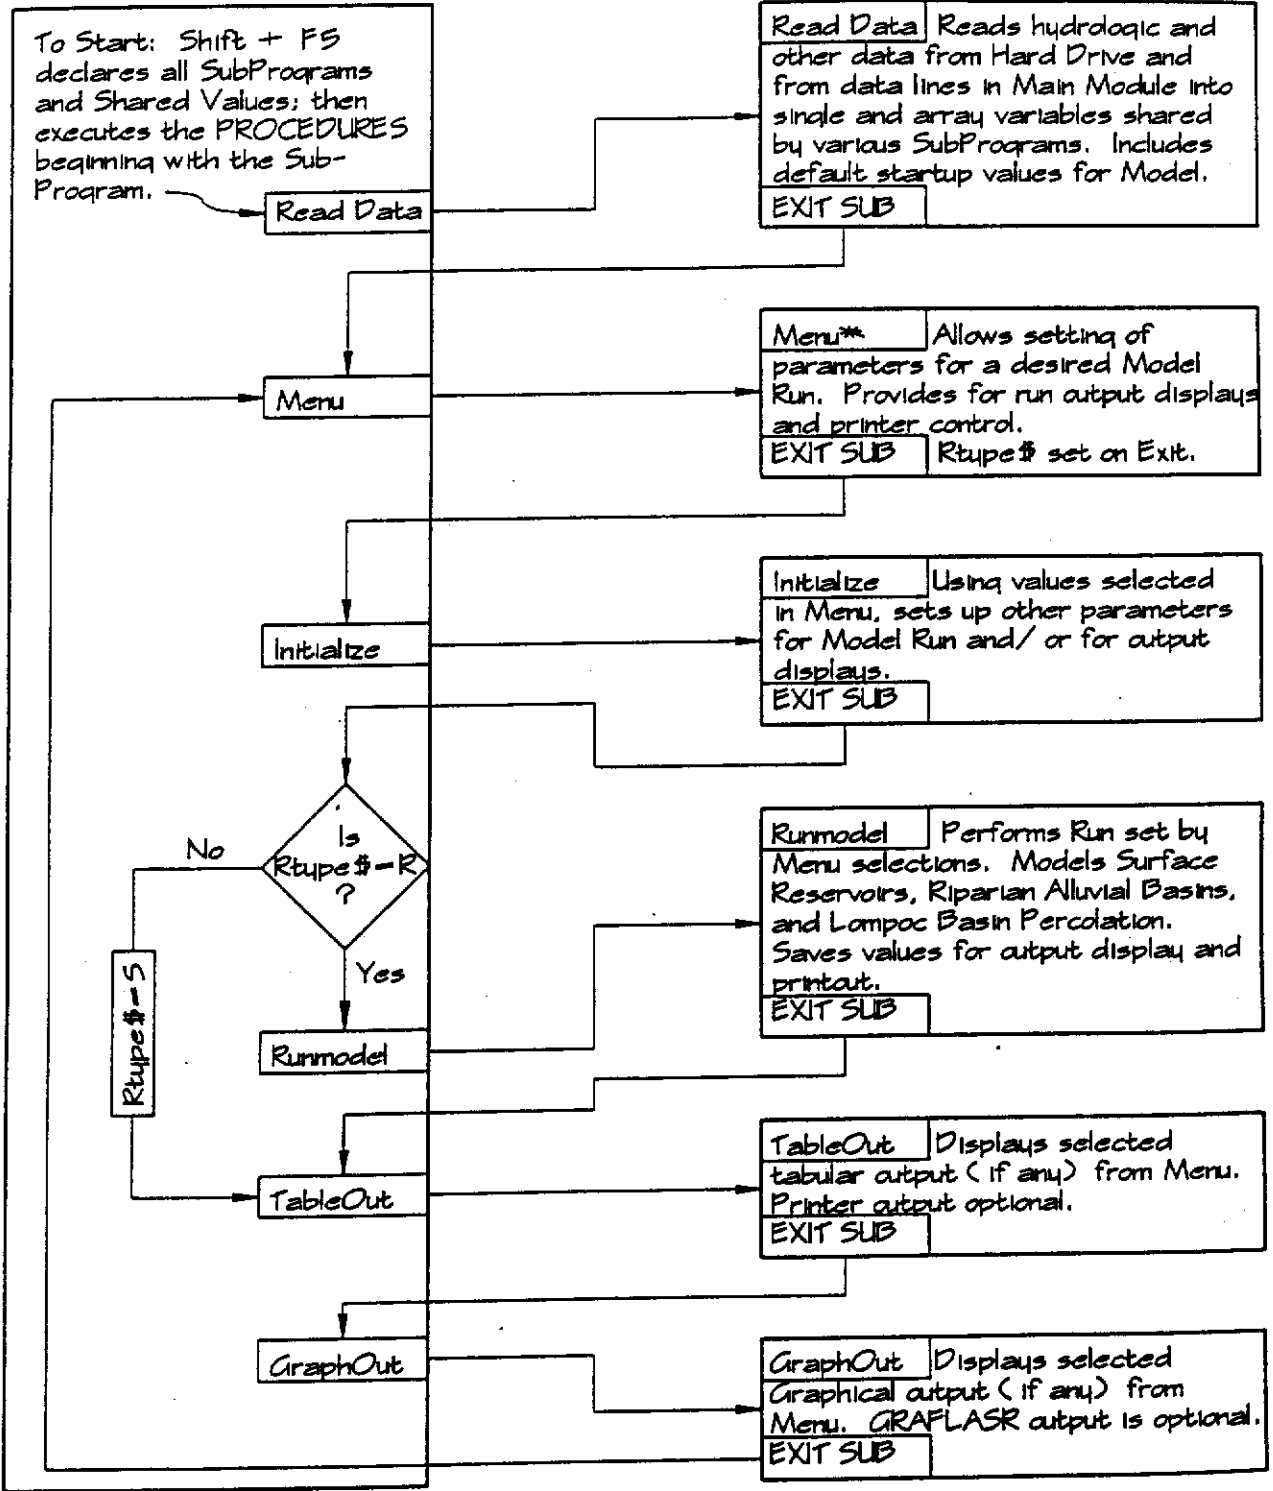 To Start: Shift + F5
declares all SubPrograms
and Shared Values; then
executes the PROCEDURES
beginning with the Sub-
Program.
Read Data
Read Data Reads hydrologic and
other data from Hard Drive and
from data lines in Main Module into
single and array variables shared
by various SubPrograms. Includes
default startup values for Model.
EXIT SUB
Menu
Menu** Allows setting of
parameters for a desired Model
Run. Provides for run output displays
and printer control.
EXIT SUB Rtype$ set on Exit.
Initialize
Initialize Using values selected
in Menu, sets up other parameters
for Model Run and/ or for output
displays.
EXIT SUB
Is
Rtype$=R
?
No
Yes
Rtype$=S
Runmodel
Runmodel Performs Run set by
Menu selections. Models Surface
Reservoirs, Riparian Alluvial Basins,
and Lompoc Basin Percolation.
Saves values for output display and
printout.
EXIT SUB
TableOut
TableOut Displays selected
tabular output ( if any) from Menu.
Printer output optional.
EXIT SUB
GraphOut
GraphOut Displays selected
Graphical output ( if any) from
Menu. GRAFLASR output is optional.
EXIT SUB